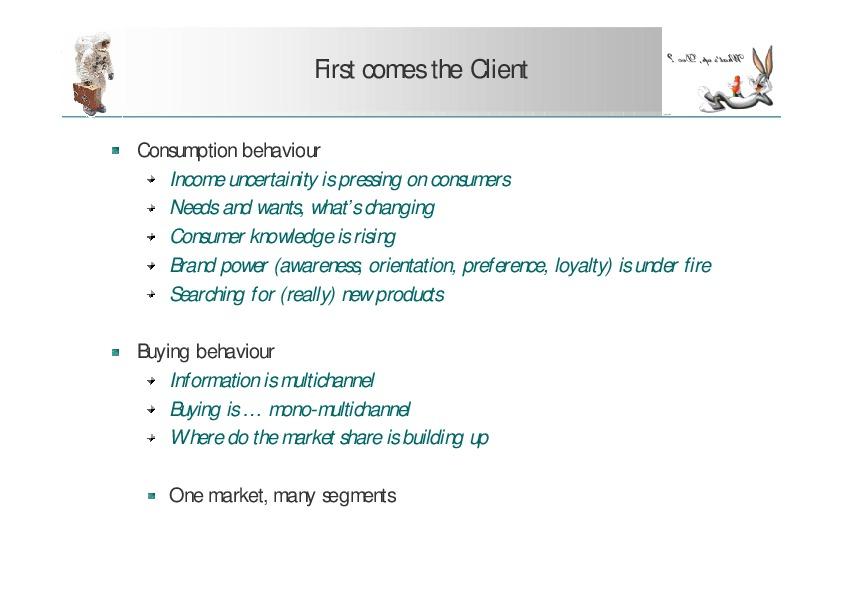 First comes the Client
What's up, Doc ?
Consumption behaviour
Income uncertainity is pressing on consumers
Needs and wants, what's changing
Consumer knowledge is rising
Brand power (awareness, orientation, preference, loyalty) is under fire
Searching for (really) new products
Buying behaviour
Information is multichannel
Buying is… mono-multichannel
Where do the market share is building up
One market, many segments